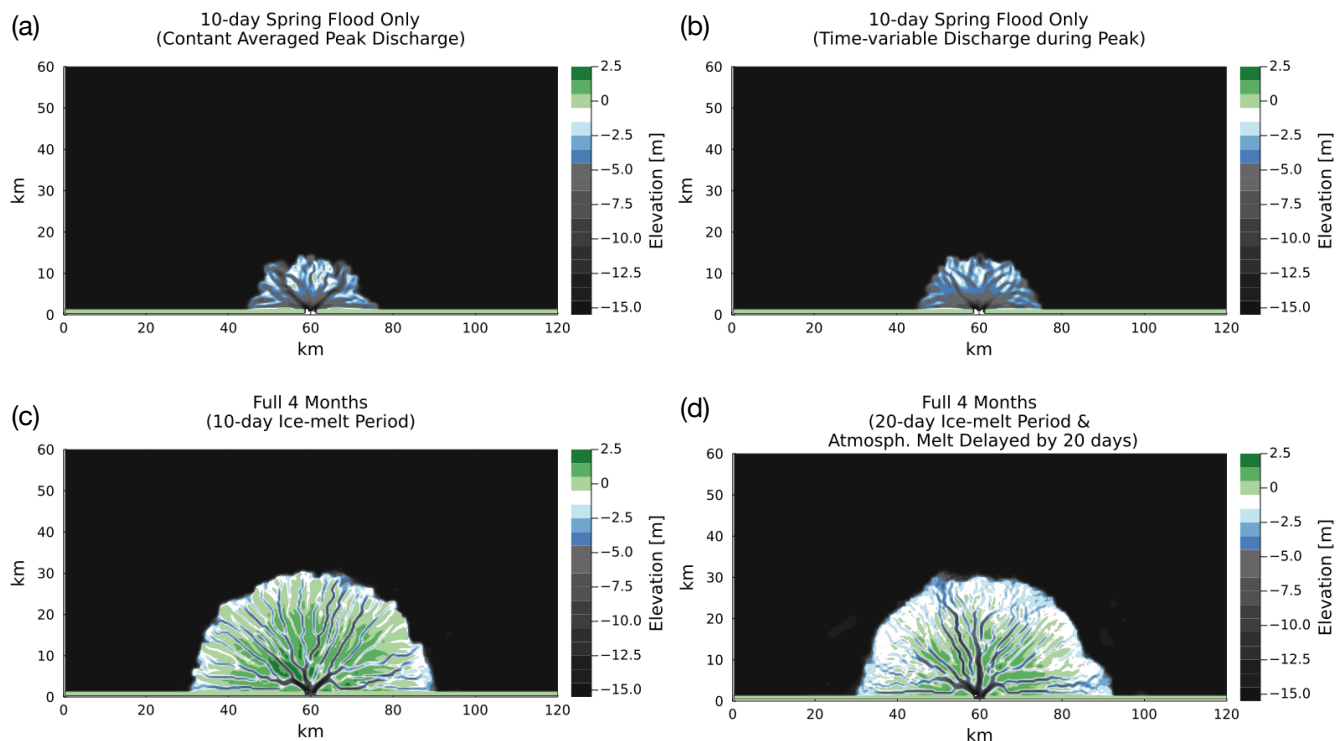 (a)
10-day Spring Flood Only
(Contant Averaged Peak Discharge)
60
50
40
30
20
10
0
km
0 20 40 60 80 100 120
km
2.5
0
−2.5
−5.0
−7.5
−10.0
−12.5
−15.0
Elevation [m]
(b)
10-day Spring Flood Only
(Time-variable Discharge during Peak)
60
50
40
30
20
10
0
km
0 20 40 60 80 100 120
km
2.5
0
−2.5
−5.0
−7.5
−10.0
−12.5
−15.0
Elevation [m]
(c)
Full 4 Months
(10-day Ice-melt Period)
60
50
40
30
20
10
0
km
0 20 40 60 80 100 120
km
2.5
0
−2.5
−5.0
−7.5
−10.0
−12.5
−15.0
Elevation [m]
(d)
Full 4 Months
(20-day Ice-melt Period &
Atmosph. Melt Delayed by 20 days)
60
50
40
30
20
10
0
km
0 20 40 60 80 100 120
km
2.5
0
−2.5
−5.0
−7.5
−10.0
−12.5
−15.0
Elevation [m]